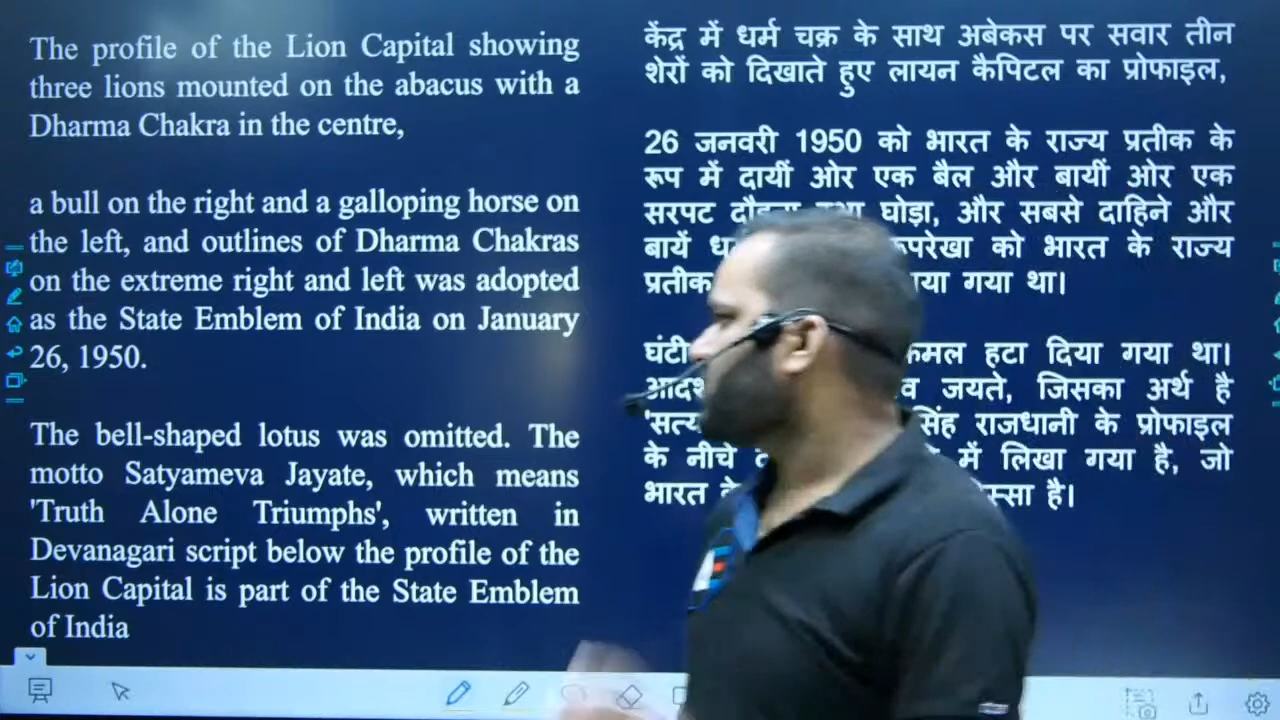 The profile of the Lion Capital showing
three lions mounted on the abacus with a
Dharma Chakra in the centre,
a bull on the right and a galloping horse on
the left, and outlines of Dharma Chakras
on the extreme right and left was adopted
as the State Emblem of India on January
26, 1950.
The bell-shaped lotus was omitted. The
motto Satyameva Jayate, which means
'Truth Alone Triumphs', written in
Devanagari script below the profile of the
Lion Capital is part of the State Emblem
of India
केंद्र में धर्म चक्र के साथ अबेकस पर सवार तीन
शेरों को दिखाते हुए लायन कैपिटल का प्रोफाइल,
26 जनवरी 1950 को भारत के राज्य प्रतीक के
रूप में दायीं ओर एक बैल और बायीं ओर एक
सरपट घोड़ा, और सबसे दाहिने और
बायें को भारत के राज्य
प्रतीक गया था।
कमल हटा दिया गया था।
जयते, जिसका अर्थ है
सिंह राजधानी के प्रोफाइल
के नीचे में लिखा गया है, जो
भारत है।